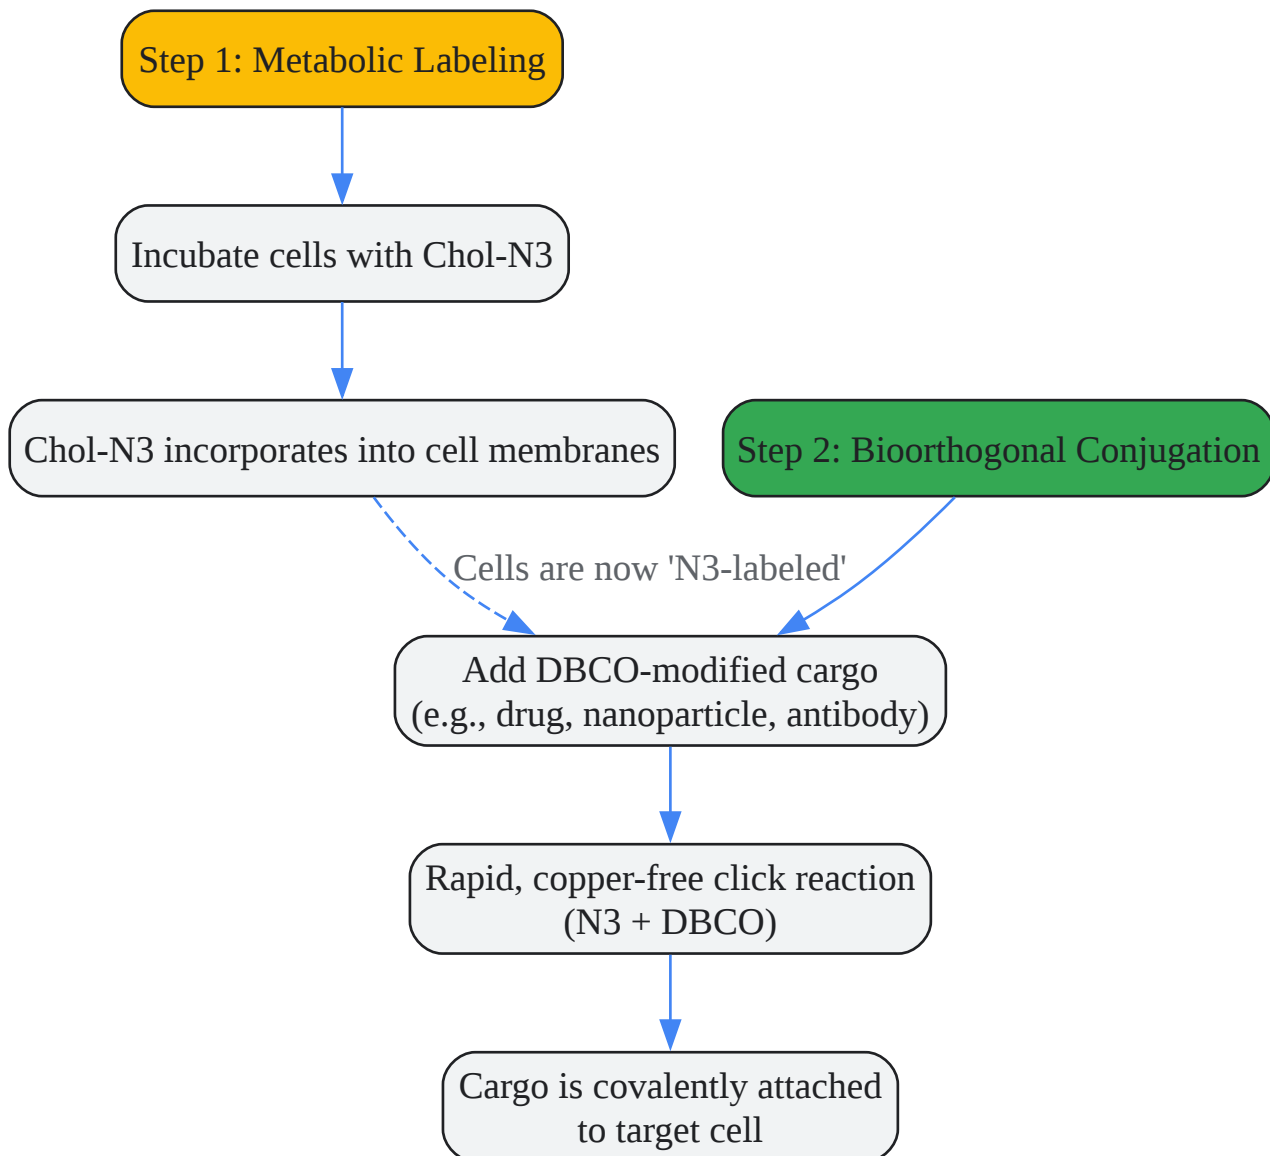 Step 1: Metabolic Labeling
Incubate cells with Chol-N3
Chol-N3 incorporates into cell membranes
Step 2: Bioorthogonal Conjugation
Cells are now 'N3-labeled'
Add DBCO-modified cargo
(e.g., drug, nanoparticle, antibody)
Rapid, copper-free click reaction
(N3 + DBCO)
Cargo is covalently attached
to target cell